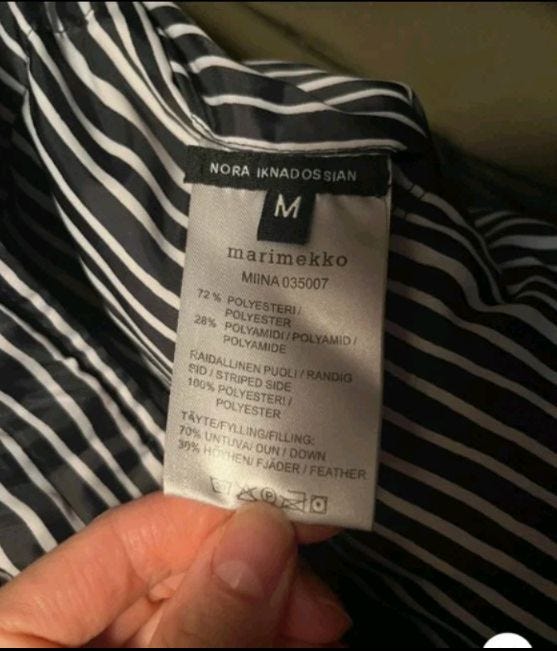 NORA IKNADOSSIAN
M
marimekko
MIINA 035007
72 % POLYESTERI /
POLYESTER
28% POLYAMIDI / POLYAMID /
POLYAMIDE
RAIDALLINEN PUOLI / RANDIG
SID / STRIPED SIDE
100% POLYESTERI /
POLYESTER
TÄYTE/FYLLING/FILLING:
70% UNTUVA/ DUN / DOWN
30% HÖYHEN/ FJÄDER / FEATHER
P